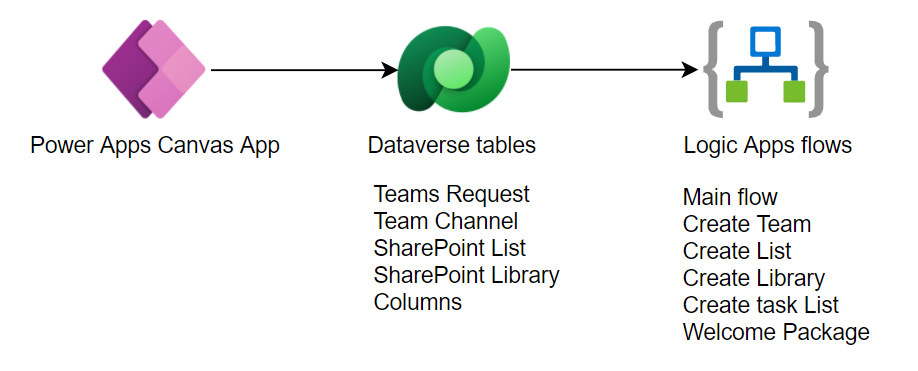 Power Apps Canvas App
Dataverse tables
Logic Apps flows
Teams Request
Team Channel
SharePoint List
SharePoint Library
Columns
Main flow
Create Team
Create List
Create Library
Create task List
Welcome Package